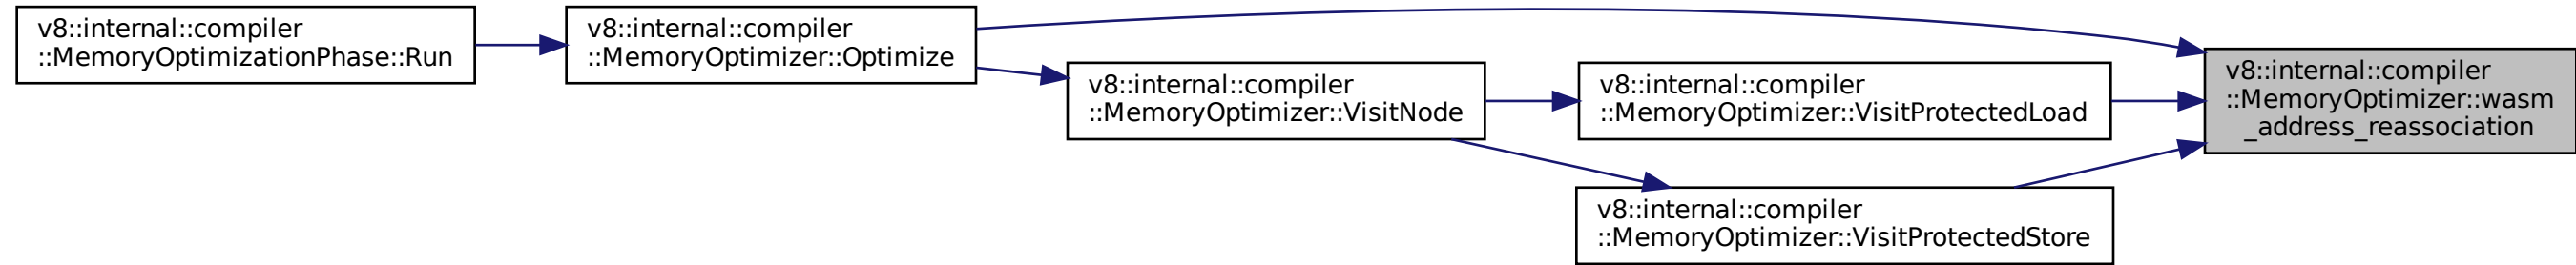 v8::internal::compiler
::MemoryOptimizationPhase::Run
v8::internal::compiler
::MemoryOptimizer::Optimize
v8::internal::compiler
::MemoryOptimizer::VisitNode
v8::internal::compiler
::MemoryOptimizer::VisitProtectedLoad
v8::internal::compiler
::MemoryOptimizer::VisitProtectedStore
v8::internal::compiler
::MemoryOptimizer::wasm
_address_reassociation